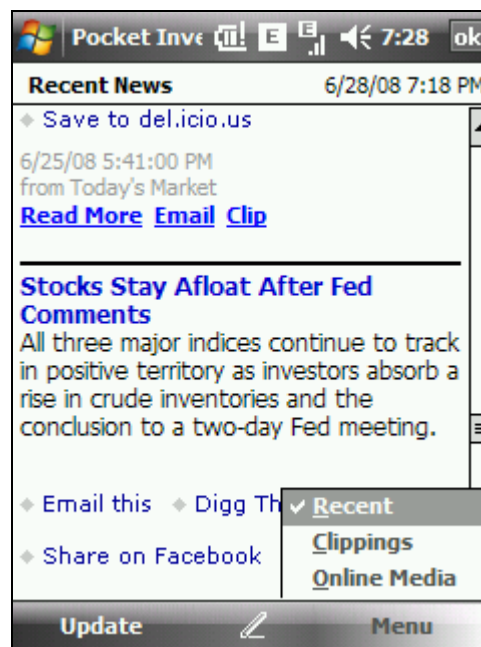 Pocket Inve E E 7:28 ok
Recent News 6/28/08 7:18 PM
Save to del.icio.us
6/25/08 5:41:00 PM
from Today's Market
Read More Email Clip
Stocks Stay Afloat After Fed
Comments
All three major indices continue to track
in positive territory as investors absorb a
rise in crude inventories and the
conclusion to a two-day Fed meeting.
Email this Digg Th
Recent
Clippings
Share on Facebook
Online Media
Update Menu